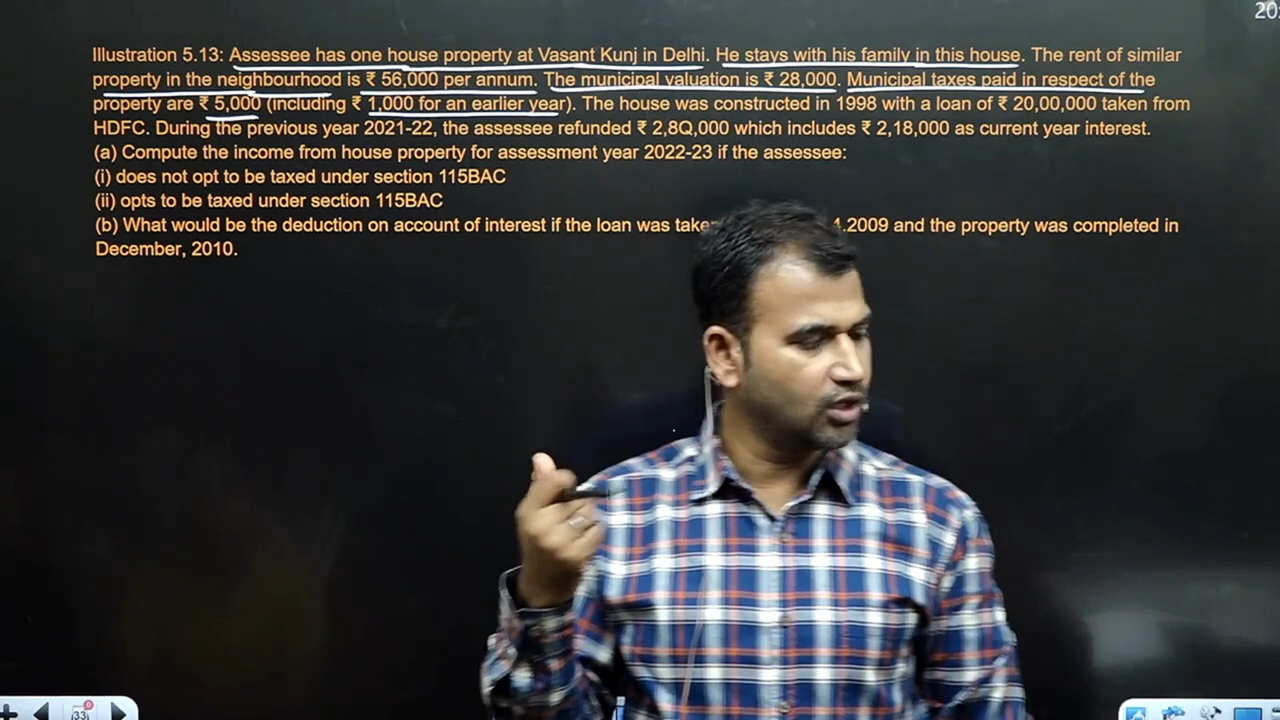 20:
Illustration 5.13: Assessee has one house property at Vasant Kunj in Delhi. He stays with his family in this house. The rent of similar
property in the neighbourhood is ₹ 56,000 per annum. The municipal valuation is ₹ 28,000. Municipal taxes paid in respect of the
property are ₹ 5,000 (including ₹ 1,000 for an earlier year). The house was constructed in 1998 with a loan of ₹ 20,00,000 taken from
HDFC. During the previous year 2021-22, the assessee refunded ₹ 2,8Q,000 which includes ₹ 2,18,000 as current year interest.
(a) Compute the income from house property for assessment year 2022-23 if the assessee:
(i) does not opt to be taxed under section 115BAC
(ii) opts to be taxed under section 115BAC
(b) What would be the deduction on account of interest if the loan was 4.2009 and the property was completed in
December, 2010.
33